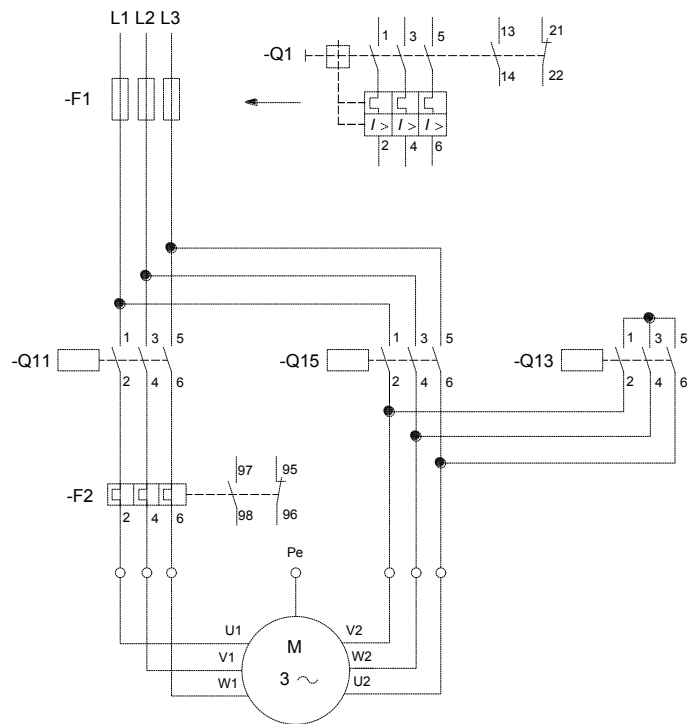 L1 L2 L3
-F1
-Q1
1 3 5
13
21
14
22
I > I > I >
2 4 6
-Q11
1 3 5
2 4 6
-Q15
1 3 5
2 4 6
-Q13
1 3 5
2 4 6
-F2
97
95
2 4 6
98
96
Pe
U1
V2
V1
M
W2
W1
3 ～
U2